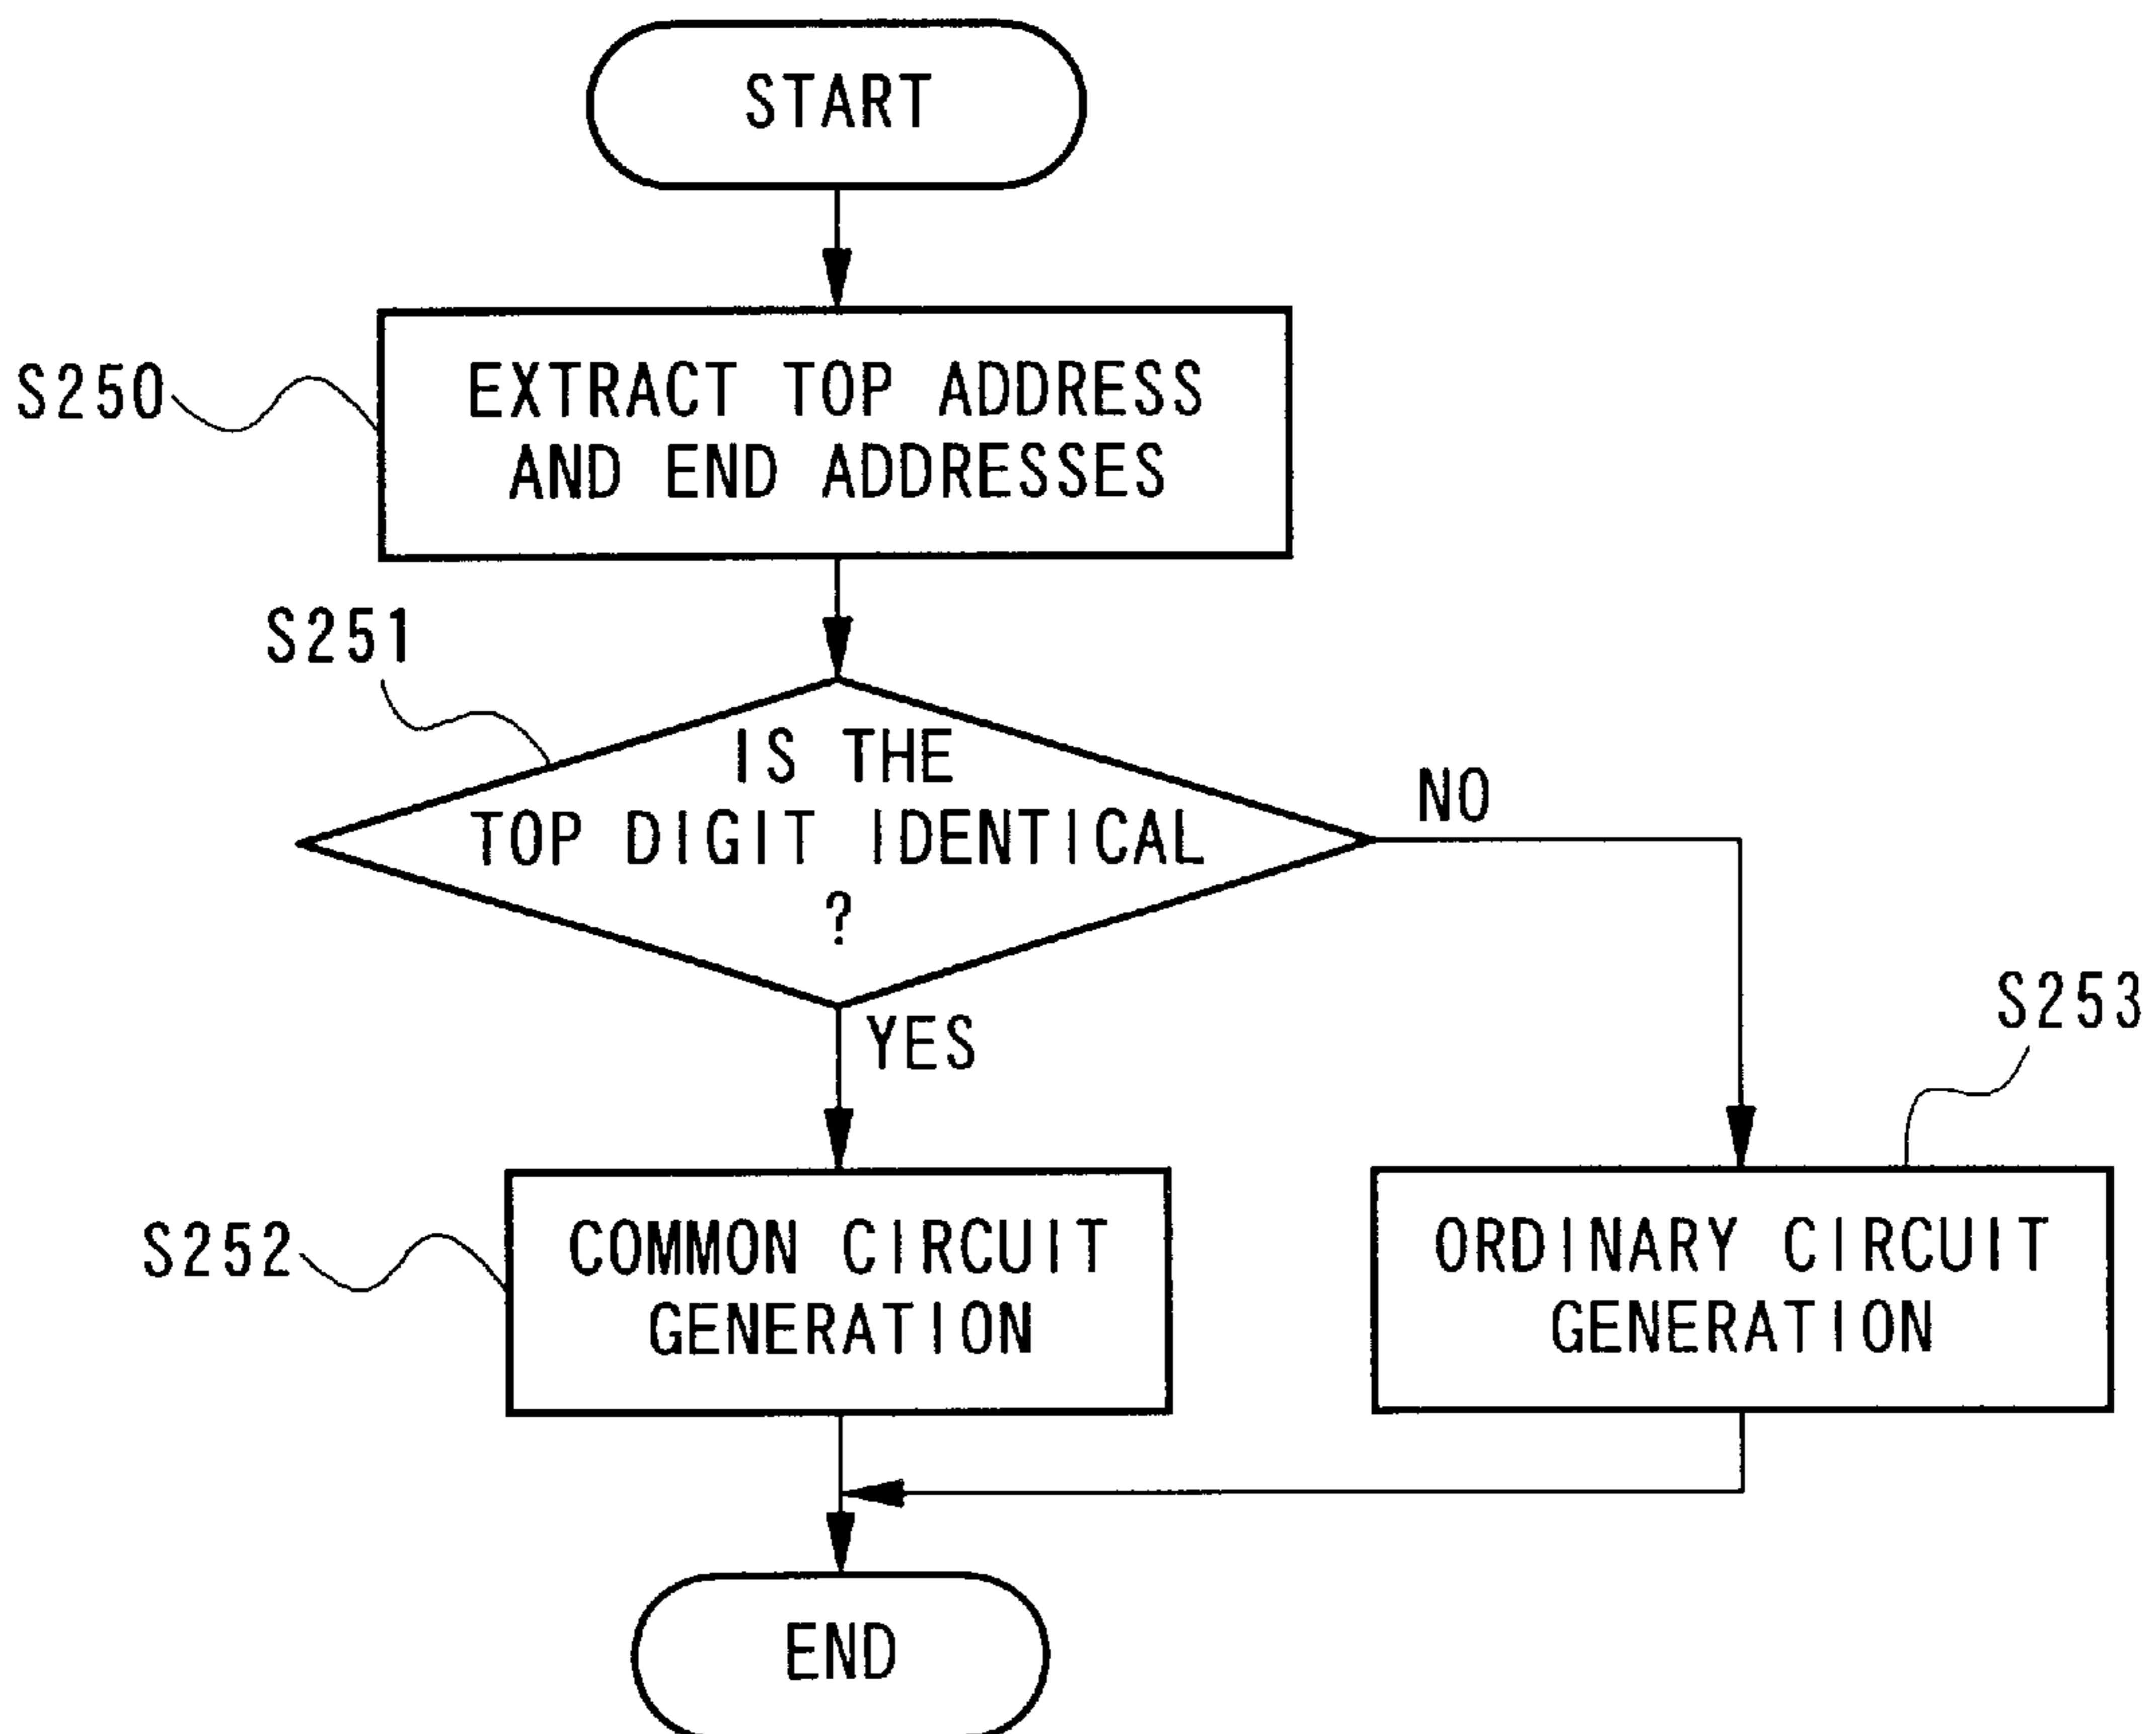 START
S250
EXTRACT TOP ADDRESS
AND END ADDRESSES
S251
IS THE
TOP DIGIT IDENTICAL
?
NO
YES
S253
S252
COMMON CIRCUIT
GENERATION
ORDINARY CIRCUIT
GENERATION
END